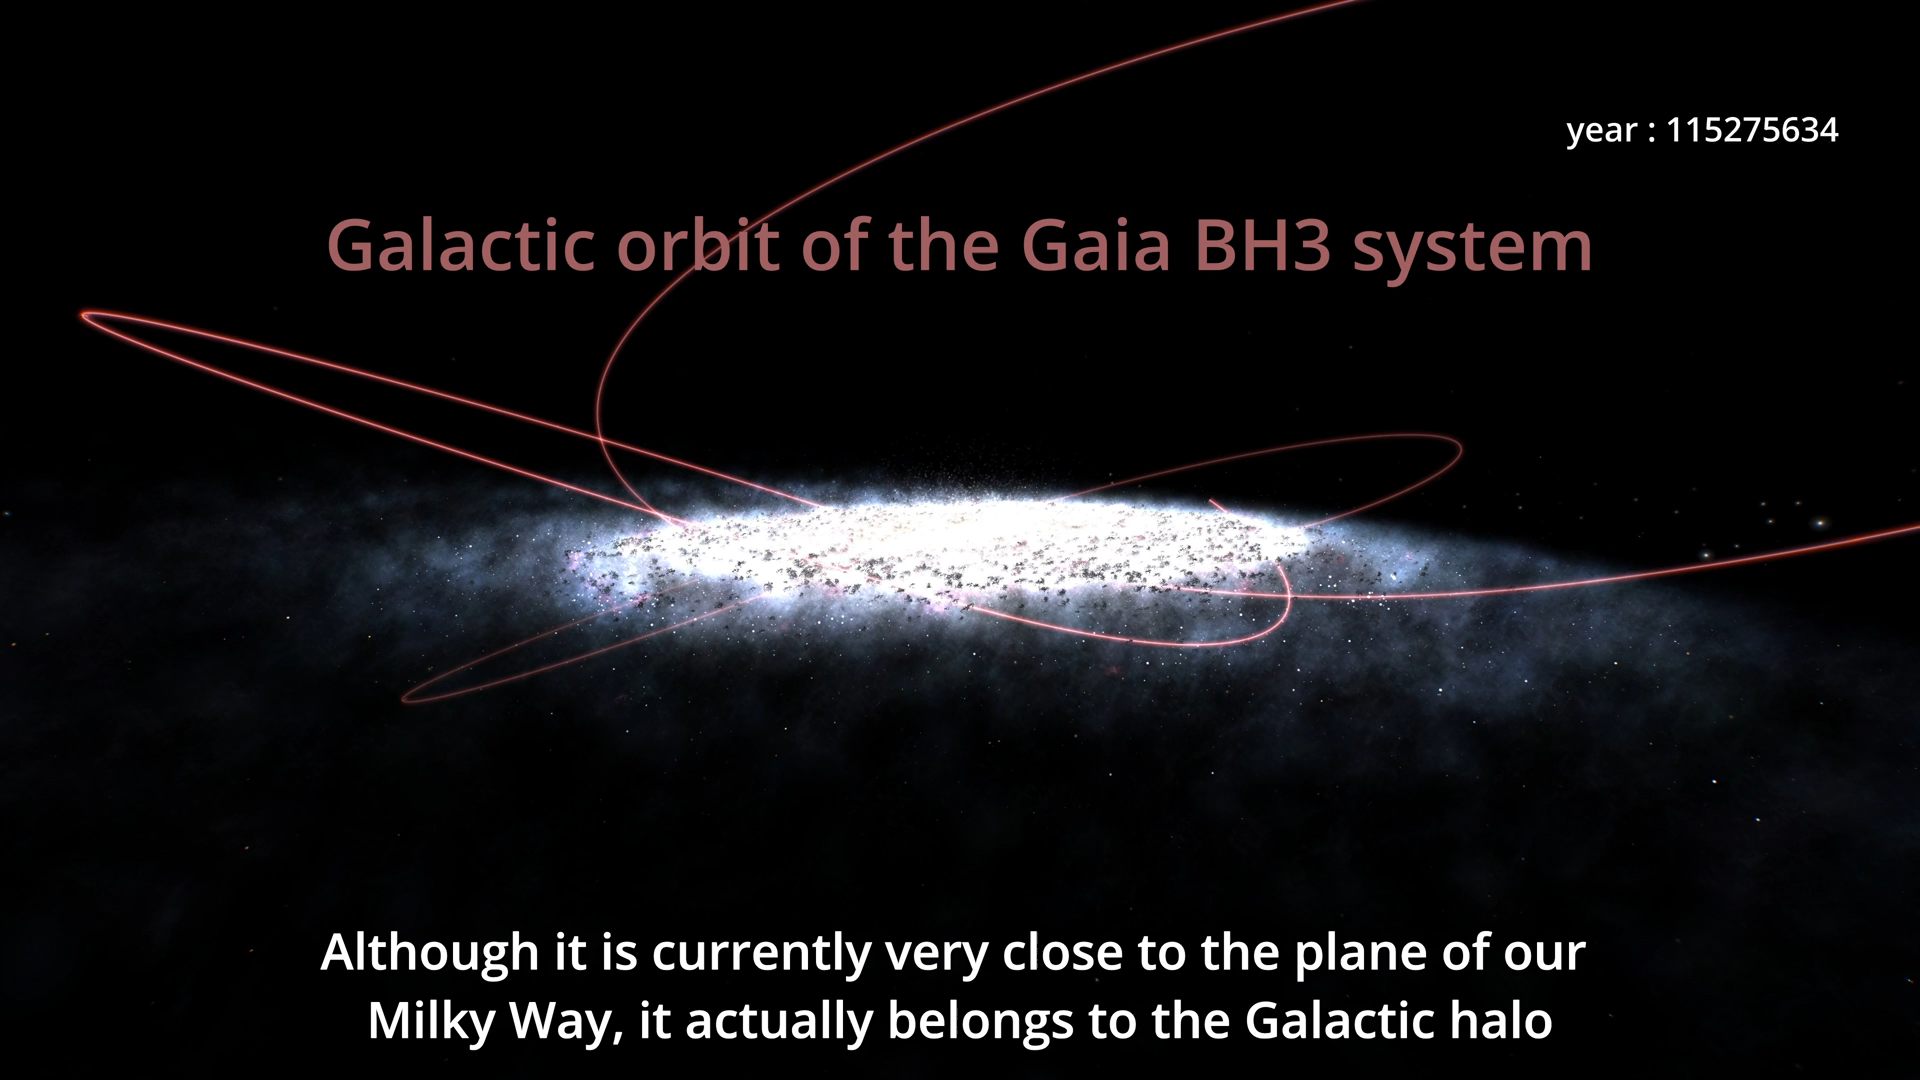 year : 115275634
Galactic orbit of the Gaia BH3 system
Although it is currently very close to the plane of our
Milky Way, it actually belongs to the Galactic halo